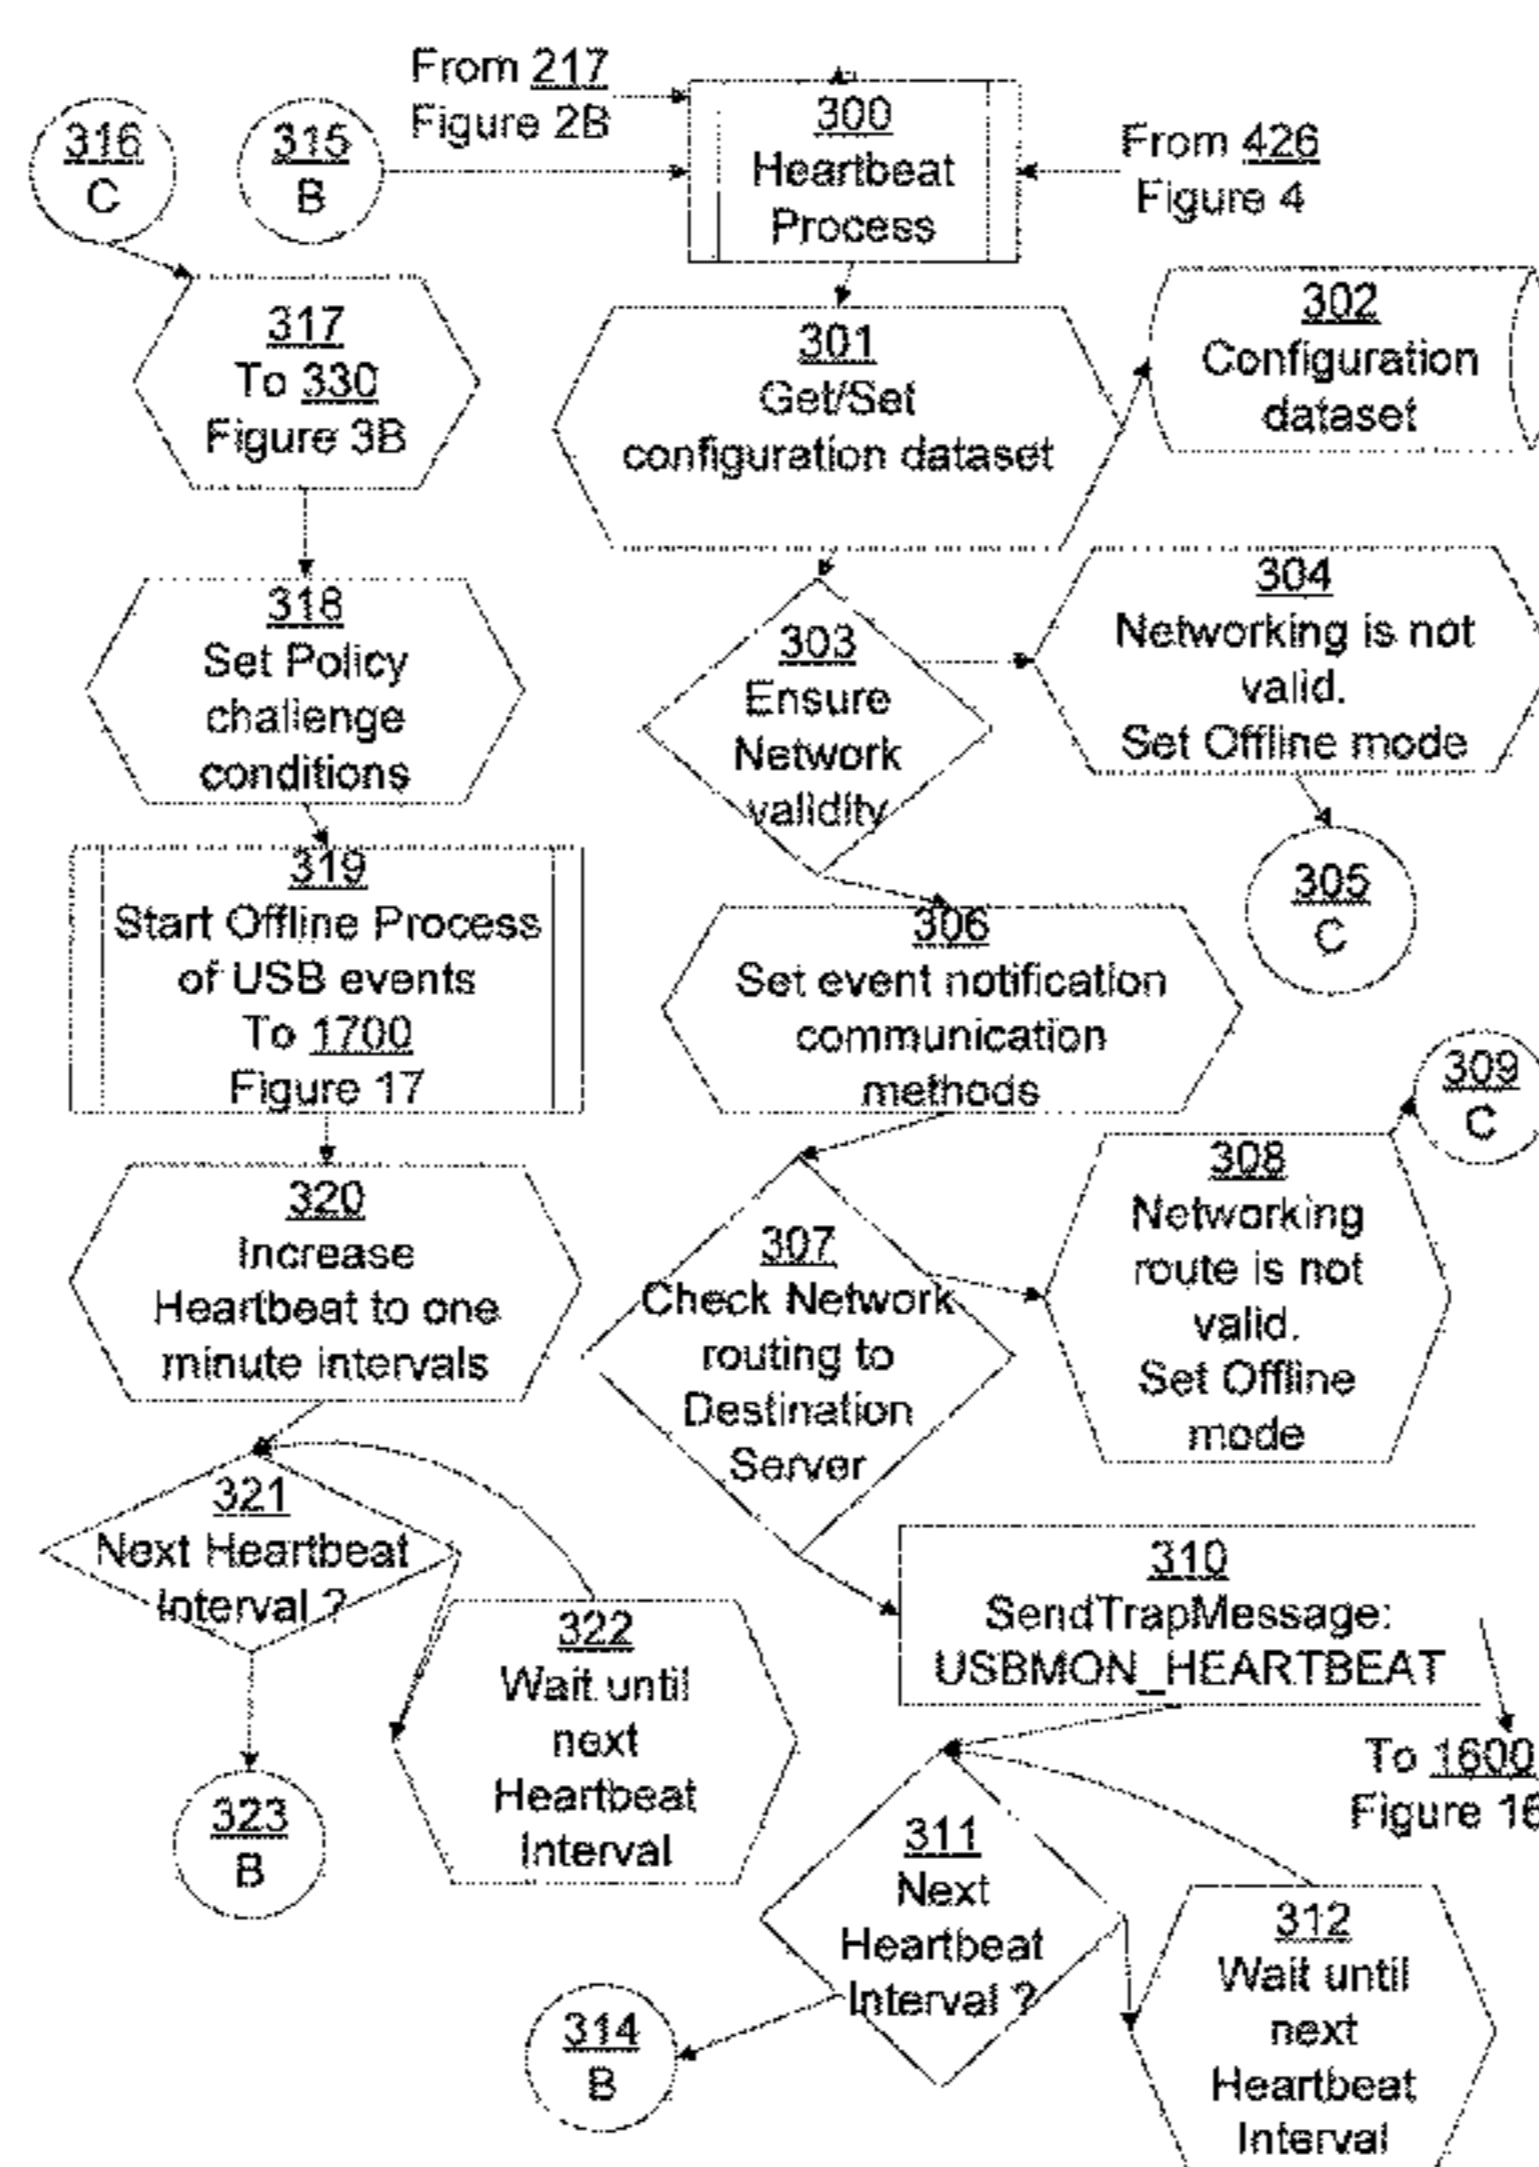 From 217
Figure 2B
316
C
315
B
300
Heartbeat
Process
From 426
Figure 4
317
To 330
Figure 3B
301
Get/Set
configuration dataset
302
Configuration
dataset
318
Set Policy
challenge
conditions
303
Ensure
Network
validity
304
Networking is not
valid.
Set Offline mode
305
C
319
Start Offline Process
of USB events
To 1700
Figure 17
306
Set event notification
communication
methods
309
C
320
Increase
Heartbeat to one
minute intervals
307
Check Network
routing to
Destination
Server
308
Networking
route is not
valid.
Set Offline
mode
321
Next Heartbeat
Interval ?
310
SendTrapMessage:
USBMON_HEARTBEAT
To 1600
Figure 16
322
Wait until
next
Heartbeat
Interval
323
B
311
Next
Heartbeat
Interval ?
312
Wait until
next
Heartbeat
Interval
314
B